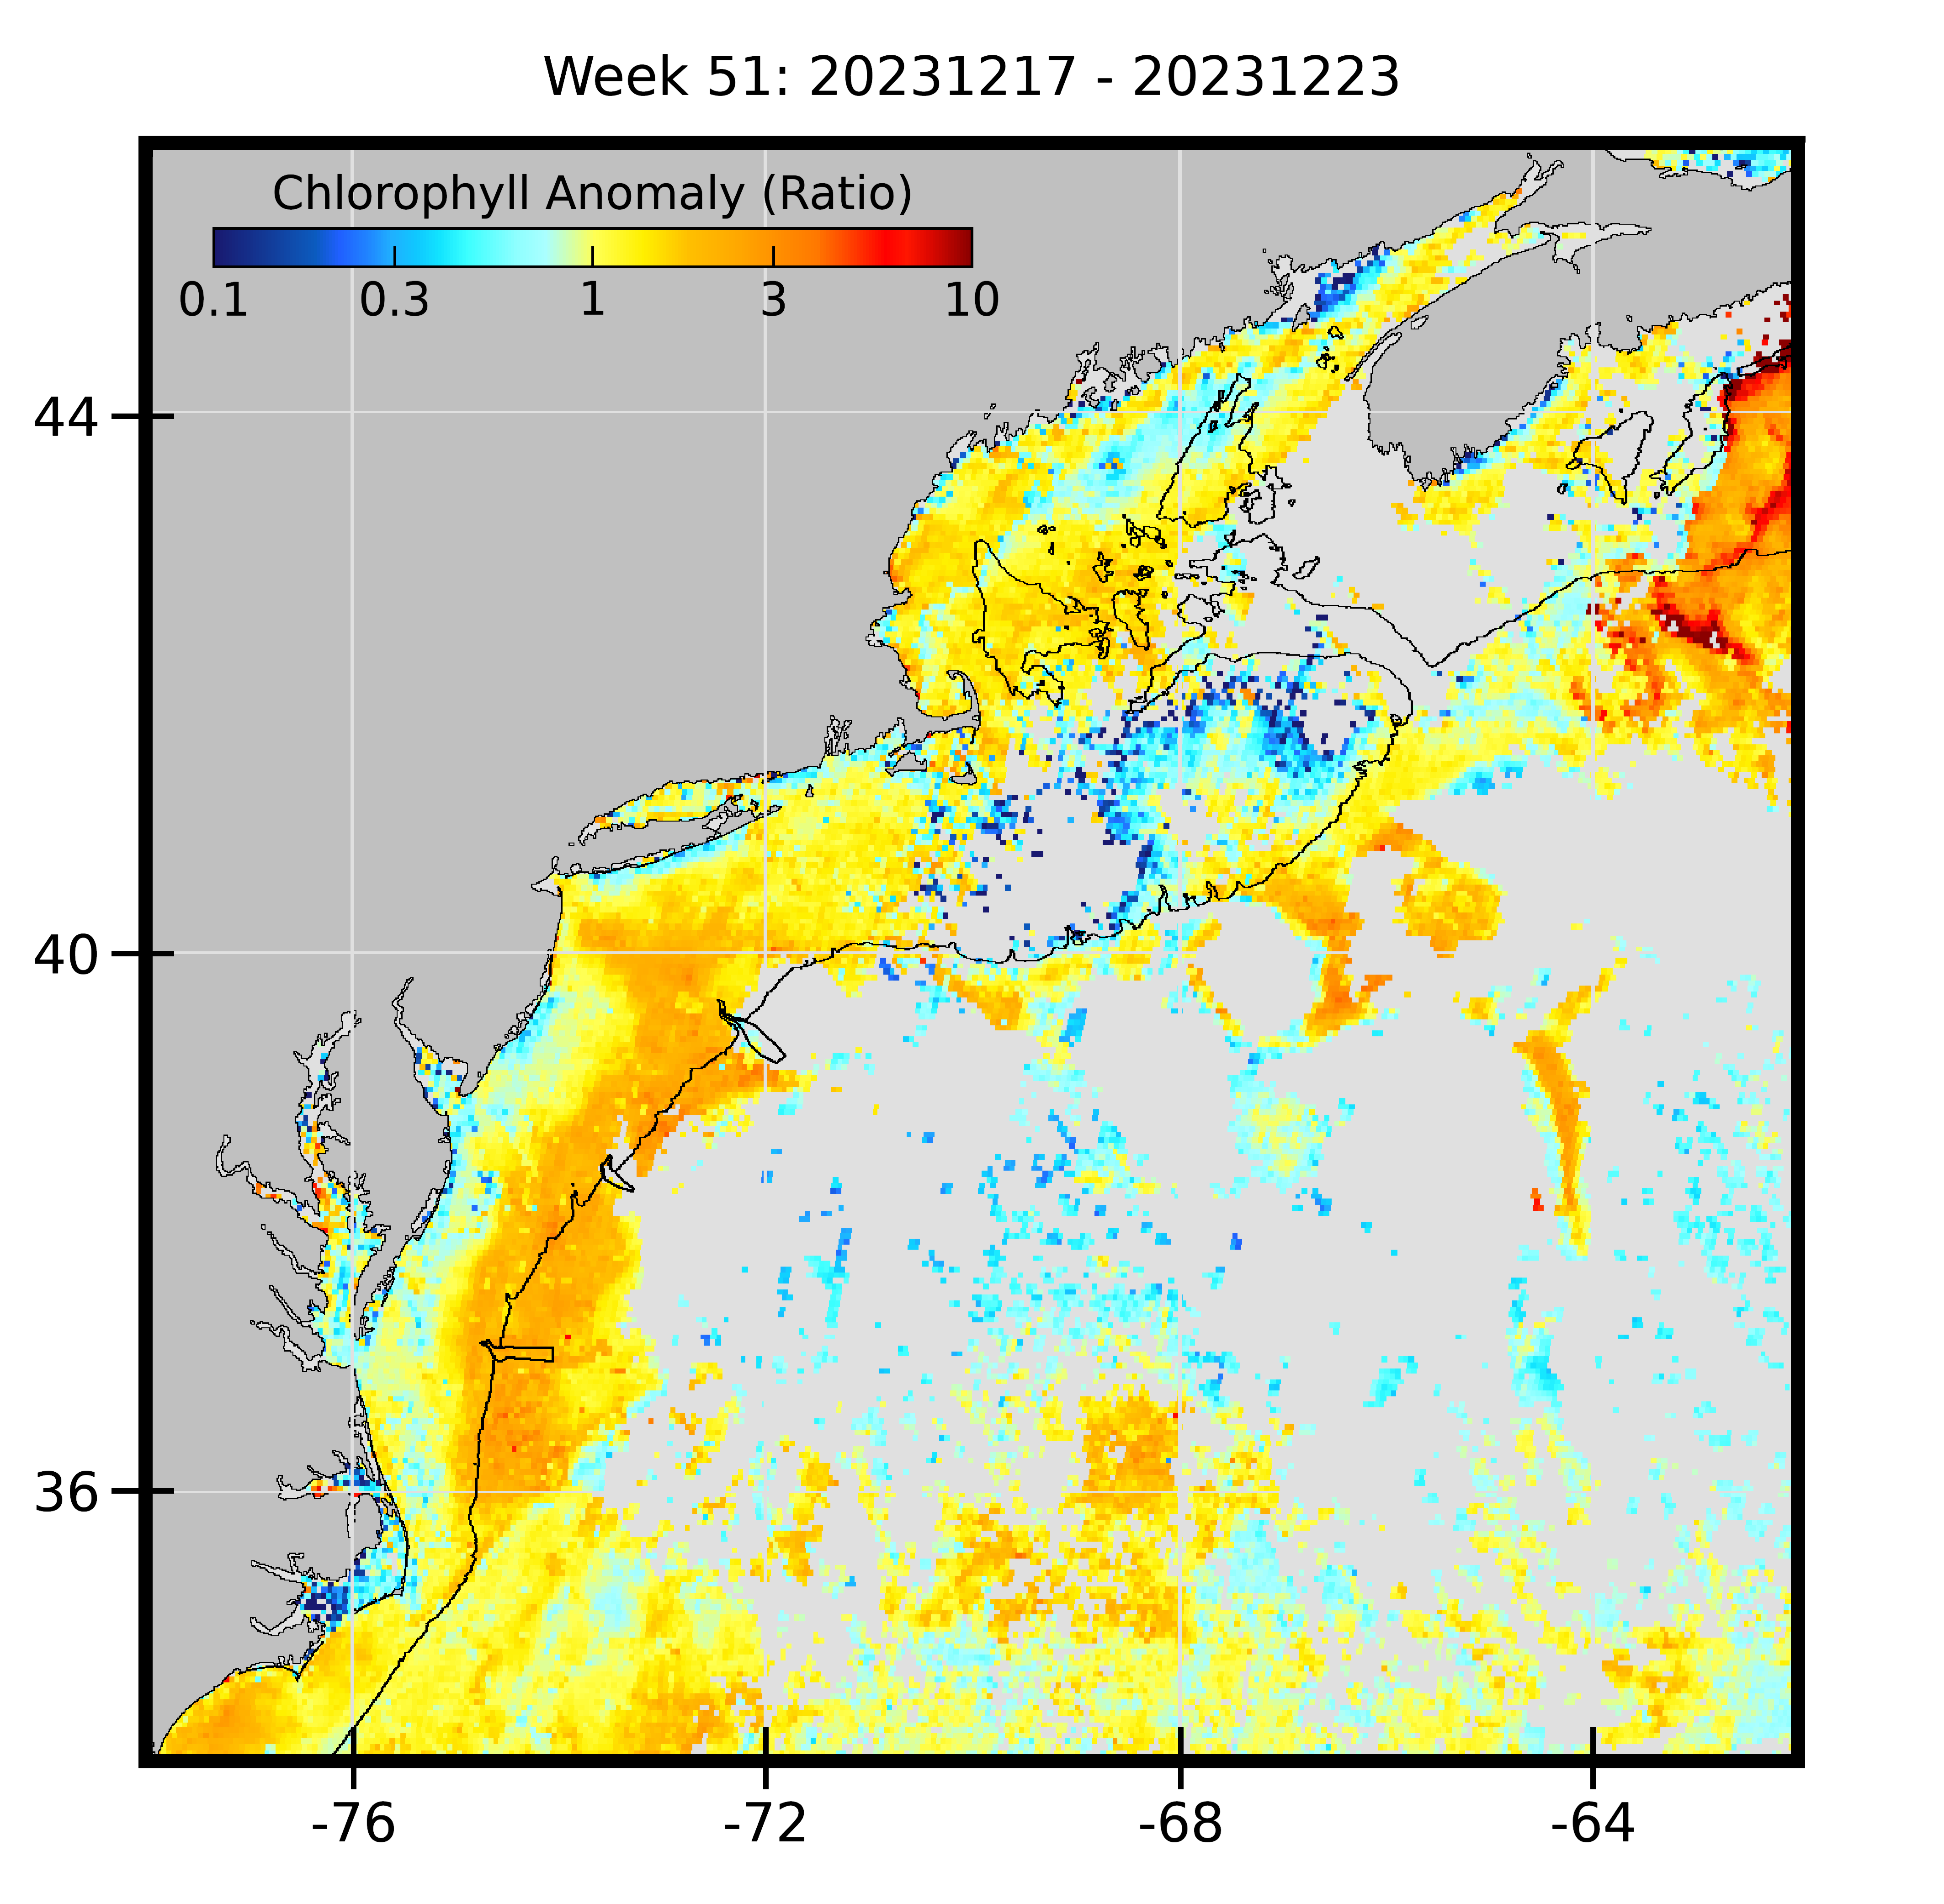 Week 51: 20231217 - 20231223
Chlorophyll Anomaly (Ratio)
0.1 0.3 1 3 10
44
40
36
-76 -72 -68 -64